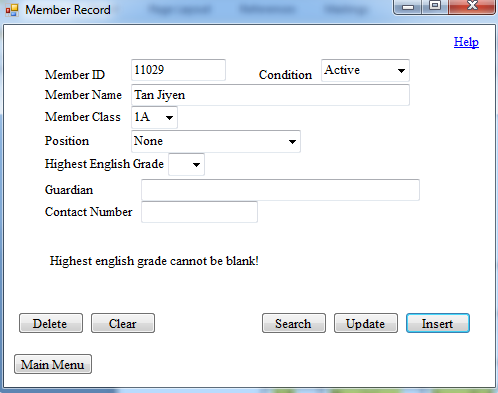 Member Record
Help
Member ID 11029 Condition Active
Member Name Tan Jiyen
Member Class 1A
Position None
Highest English Grade
Guardian
Contact Number
Highest english grade cannot be blank!
Delete Clear Search Update Insert
Main Menu